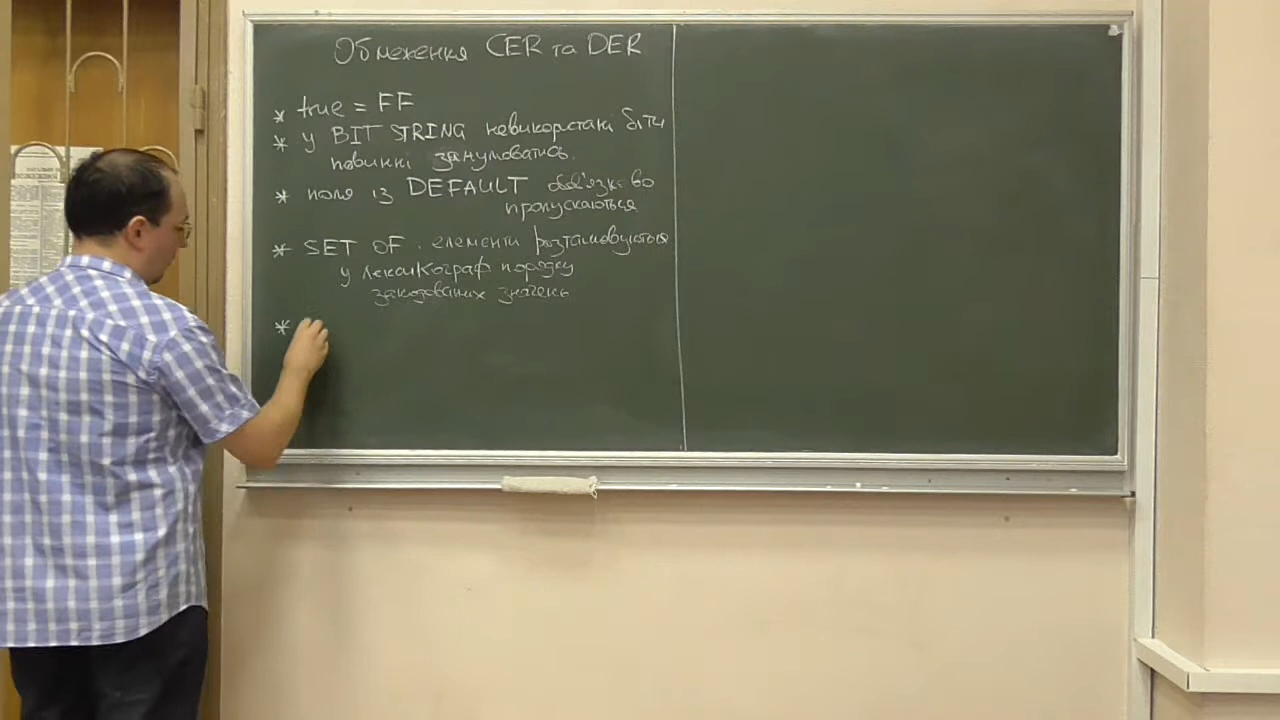 Обмеження CER та DER
* true = FF
* у BIT STRING невикорстані біти
повинні занулюватись.
* поля із DEFAULT обов'язково
пропускаються
* SET OF. елементи розташовуються
у лексикограф порядку
закодованих значень
*